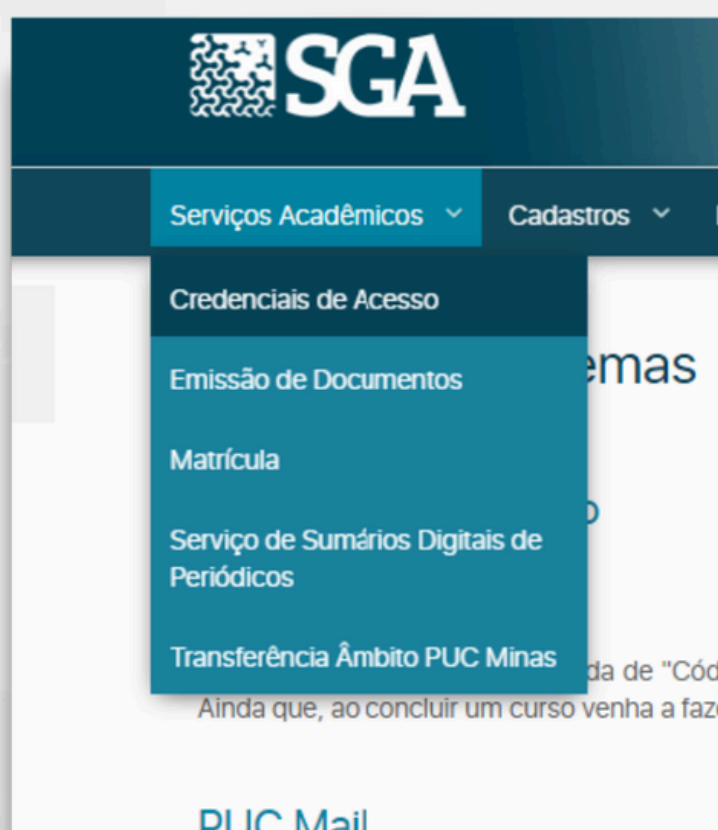 SGA
Serviços Acadêmicos
Cadastros
Credenciais de Acesso
Emissão de Documentos
Matrícula
Serviço de Sumários Digitais de
Periódicos
Transferência Âmbito PUC Minas
da de "Cód
Ainda que, ao concluir um curso venha a faz
PUC Mail